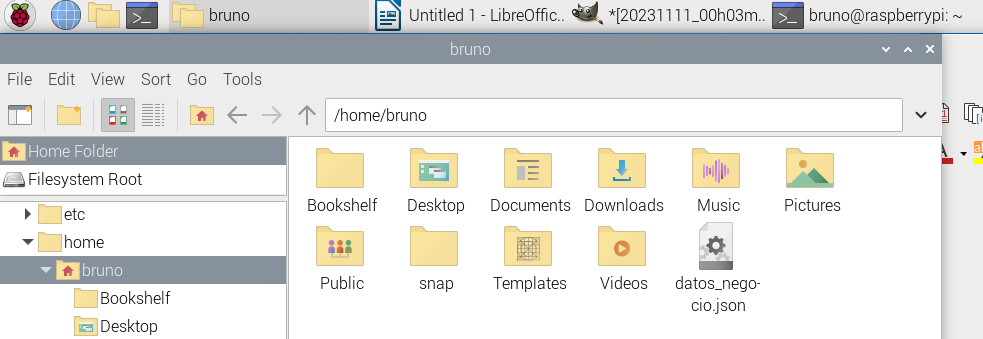 bruno
Untitled 1 - LibreOffic..
*[20231111_00h03m..
bruno@raspberrypi: ~
bruno
File Edit View Sort Go Tools
/home/bruno
Home Folder
Filesystem Root
etc
home
bruno
Bookshelf
Desktop
Bookshelf
Desktop
Documents
Downloads
Music
Pictures
Public
snap
Templates
Videos
datos_nego-
cio.json